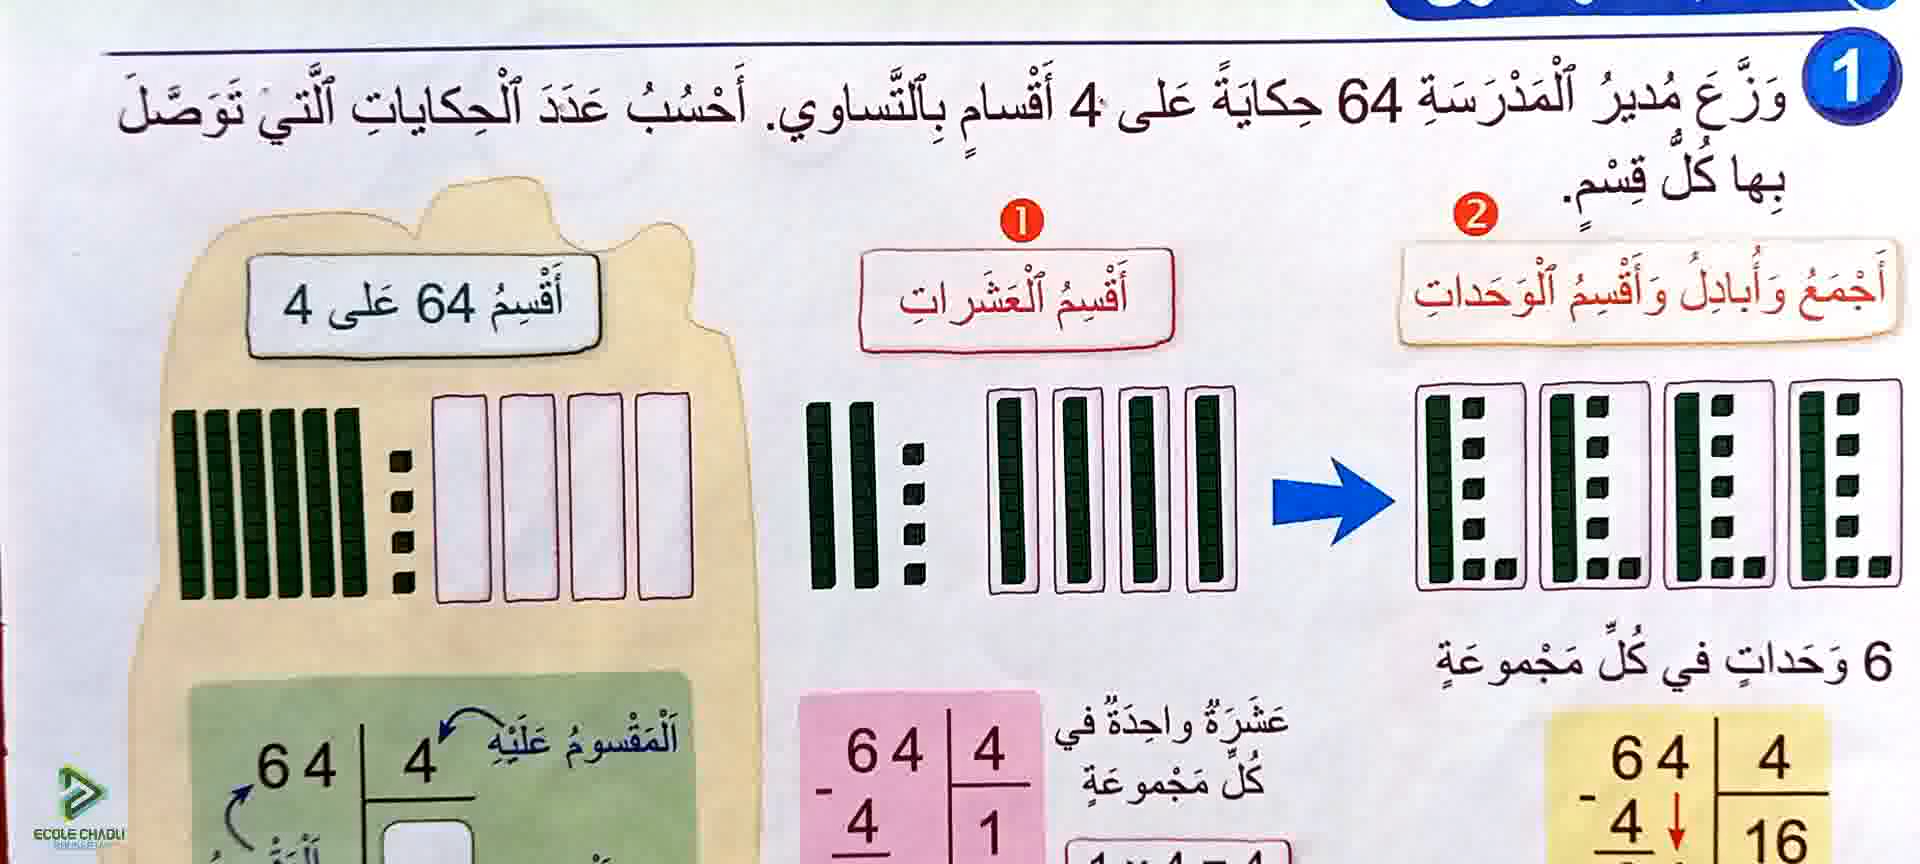 1
وَزَّعَ مُديرُ ٱلْمَدْرَسَةِ 64 حِكايَةً عَلى 4 أَقْسامٍ بِٱلتَّساوي. أَحْسُبُ عَدَدَ ٱلْحِكاياتِ ٱلَّتي تَوَصَّلَ
بِها كُلُّ قِسْمٍ.
2
أَجْمَعُ وَأُبادِلُ وَأَقْسِمُ ٱلْوَحَداتِ
1
أَقْسِمُ ٱلْعَشَراتِ
أَقْسِمُ 64 عَلى 4
6 وَحَداتٍ في كُلِّ مَجْموعَةٍ
64 4
- 4 16
عَشَرَةٌ واحِدَةٌ في
كُلِّ مَجْموعَةٍ
64 4
- 4 1
اَلْمَقْسومُ عَلَيْهِ
64 4
ECOLE CHADLI